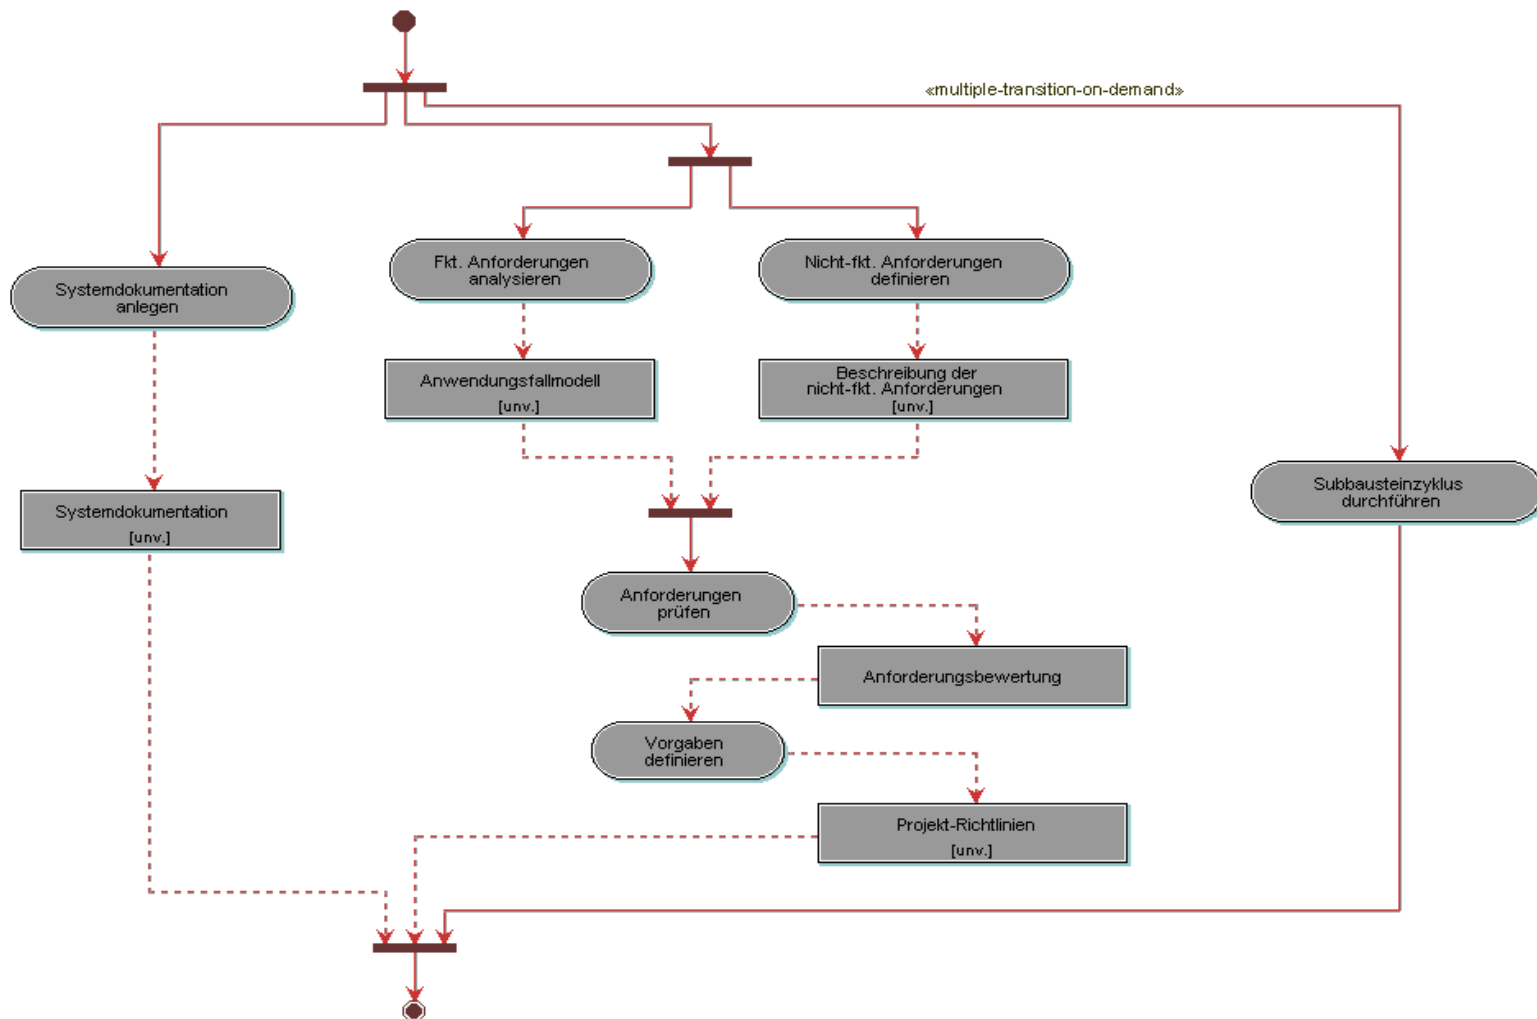 «multiple-transition-on-demand»
Fkt. Anforderungen
analysieren
Nicht-fkt. Anforderungen
definieren
Systemdokumentation
anlegen
Anwendungsfallmodell
[unv.]
Beschreibung der
nicht-fkt. Anforderungen
[unv.]
Systemdokumentation
[unv.]
Subbausteinzyklus
durchführen
Anforderungen
prüfen
Anforderungsbewertung
Vorgaben
definieren
Projekt-Richtlinien
[unv.]